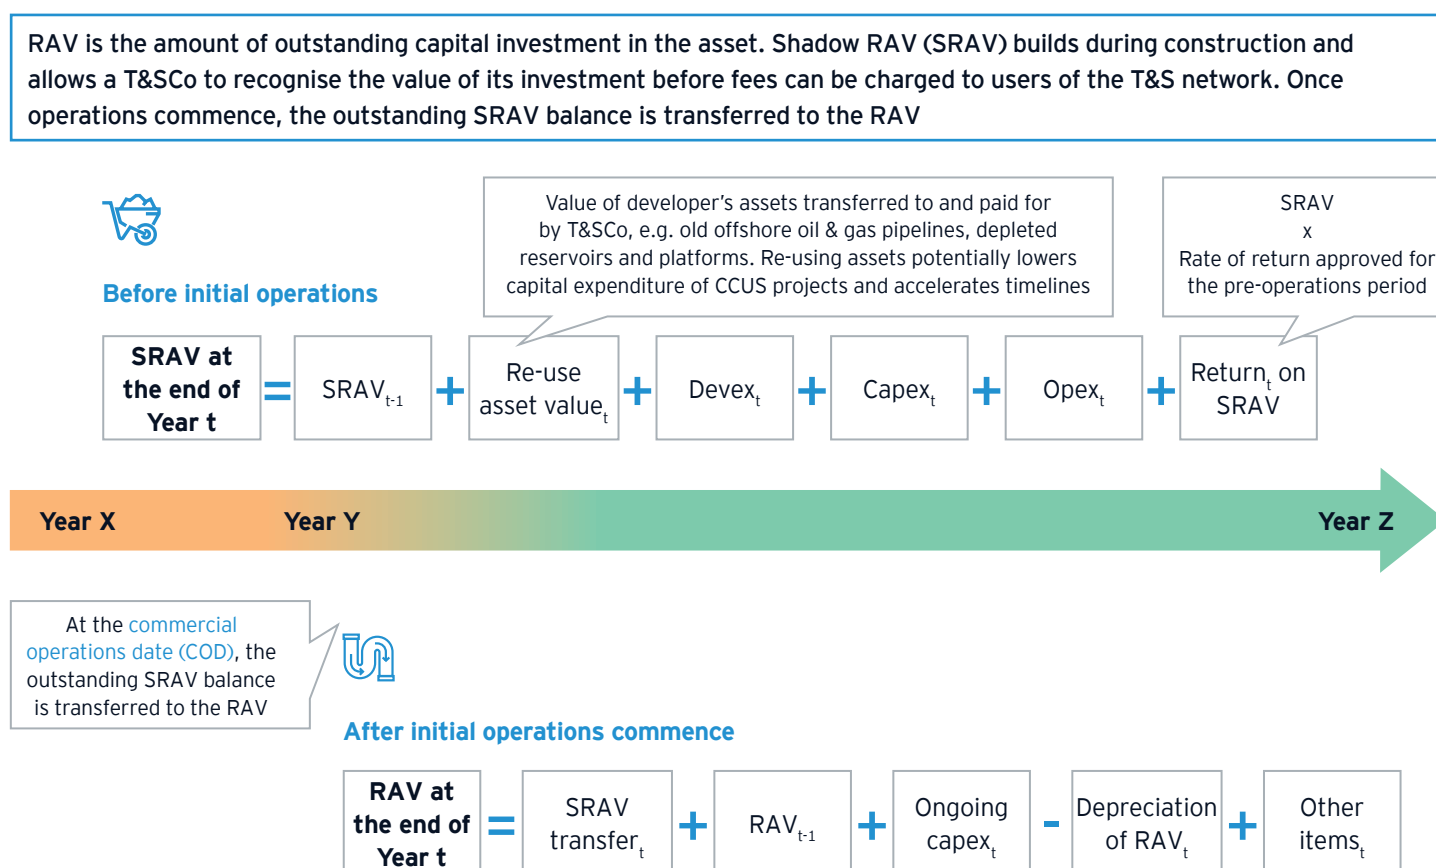 RAV is the amount of outstanding capital investment in the asset. Shadow RAV (SRAV) builds during construction and
allows a T&SCo to recognise the value of its investment before fees can be charged to users of the T&S network. Once
operations commence, the outstanding SRAV balance is transferred to the RAV
Value of developer's assets transferred to and paid for
by T&SCo, e.g. old offshore oil & gas pipelines, depleted
reservoirs and platforms. Re-using assets potentially lowers
capital expenditure of CCUS projects and accelerates timelines
SRAV
x
Rate of return approved for
the pre-operations period
Before initial operations
SRAV at
the end of
Year t
=
SRAVt-1
+
Re-use
asset valuet
+
Devext
+
Capext
+
Opext
+
Returnt on
SRAV
Year X
Year Y
Year Z
At the commercial
operations date (COD), the
outstanding SRAV balance
is transferred to the RAV
After initial operations commence
RAV at
the end of
Year t
=
SRAV
transfert
+
RAVt-1
+
Ongoing
capext
-
Depreciation
of RAVt
+
Other
itemst